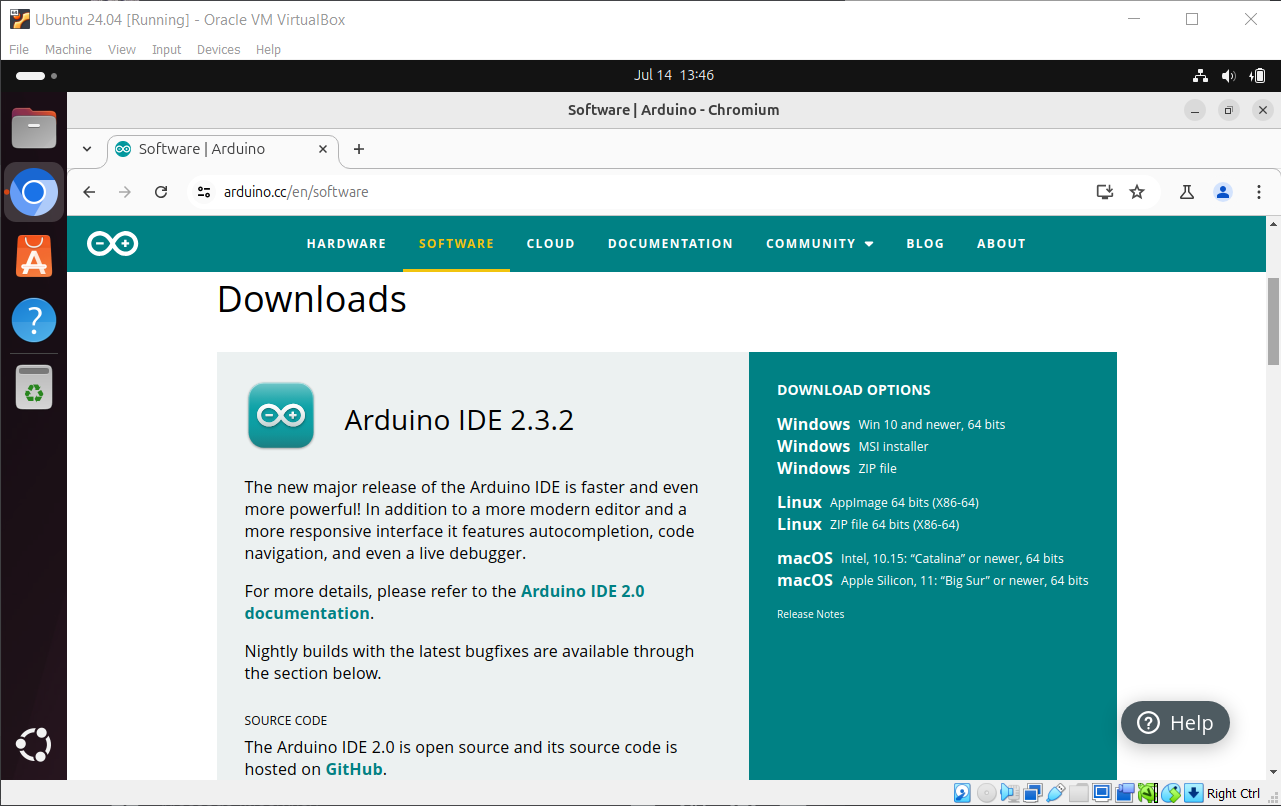 Ubuntu 24.04 [Running] - Oracle VM VirtualBox
File Machine View Input Devices Help
Jul 14 13:46
Software | Arduino - Chromium
Software | Arduino
arduino.cc/en/software
HARDWARE SOFTWARE CLOUD DOCUMENTATION COMMUNITY BLOG ABOUT
Downloads
Arduino IDE 2.3.2
The new major release of the Arduino IDE is faster and even
more powerful! In addition to a more modern editor and a
more responsive interface it features autocompletion, code
navigation, and even a live debugger.
For more details, please refer to the Arduino IDE 2.0
documentation.
Nightly builds with the latest bugfixes are available through
the section below.
SOURCE CODE
The Arduino IDE 2.0 is open source and its source code is
hosted on GitHub.
DOWNLOAD OPTIONS
Windows Win 10 and newer, 64 bits
Windows MSI installer
Windows ZIP file
Linux AppImage 64 bits (X86-64)
Linux ZIP file 64 bits (X86-64)
macOS Intel, 10.15: “Catalina” or newer, 64 bits
macOS Apple Silicon, 11: “Big Sur” or newer, 64 bits
Release Notes
Help
Right Ctrl